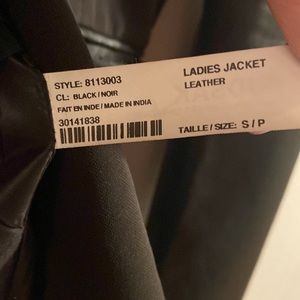 STYLE: 8113003
LADIES JACKET
LEATHER
CL: BLACK / NOIR
FAIT EN INDE / MADE IN INDIA
30141838
TAILLE / SIZE: S / P